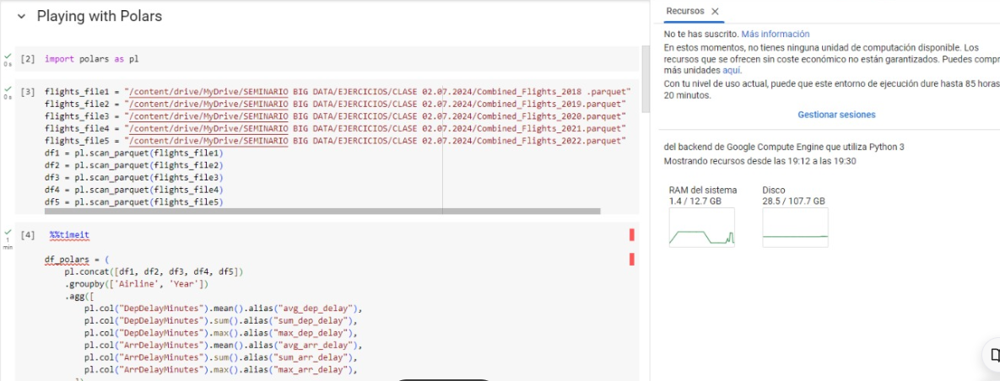 Playing with Polars
[2] import polars as pl
0 s
[3] flights_file1 = "/content/drive/MyDrive/SEMINARIO BIG DATA/EJERCICIOS/CLASE 02.07.2024/Combined_Flights_2018 .parquet"
0 s
flights_file2 = "/content/drive/MyDrive/SEMINARIO BIG DATA/EJERCICIOS/CLASE 02.07.2024/Combined_Flights_2019.parquet"
flights_file3 = "/content/drive/MyDrive/SEMINARIO BIG DATA/EJERCICIOS/CLASE 02.07.2024/Combined_Flights_2020.parquet"
flights_file4 = "/content/drive/MyDrive/SEMINARIO BIG DATA/EJERCICIOS/CLASE 02.07.2024/Combined_Flights_2021.parquet"
flights_file5 = "/content/drive/MyDrive/SEMINARIO BIG DATA/EJERCICIOS/CLASE 02.07.2024/Combined_Flights_2022.parquet"
df1 = pl.scan_parquet(flights_file1)
df2 = pl.scan_parquet(flights_file2)
df3 = pl.scan_parquet(flights_file3)
df4 = pl.scan_parquet(flights_file4)
df5 = pl.scan_parquet(flights_file5)
[4] %%timeit
1
min
df_polars = (
pl.concat([df1, df2, df3, df4, df5])
.groupby(['Airline', 'Year'])
.agg([
pl.col("DepDelayMinutes").mean().alias("avg_dep_delay"),
pl.col("DepDelayMinutes").sum().alias("sum_dep_delay"),
pl.col("DepDelayMinutes").max().alias("max_dep_delay"),
pl.col("ArrDelayMinutes").mean().alias("avg_arr_delay"),
pl.col("ArrDelayMinutes").sum().alias("sum_arr_delay"),
pl.col("ArrDelayMinutes").max().alias("max_arr_delay"),
Recursos
No te has suscrito. Más información
En estos momentos, no tienes ninguna unidad de computación disponible. Los
recursos que se ofrecen sin coste económico no están garantizados. Puedes compr
más unidades aquí.
Con tu nivel de uso actual, puede que este entorno de ejecución dure hasta 85 horas
20 minutos.
Gestionar sesiones
del backend de Google Compute Engine que utiliza Python 3
Mostrando recursos desde las 19:12 a las 19:30
RAM del sistema
1.4 / 12.7 GB
Disco
28.5 / 107.7 GB